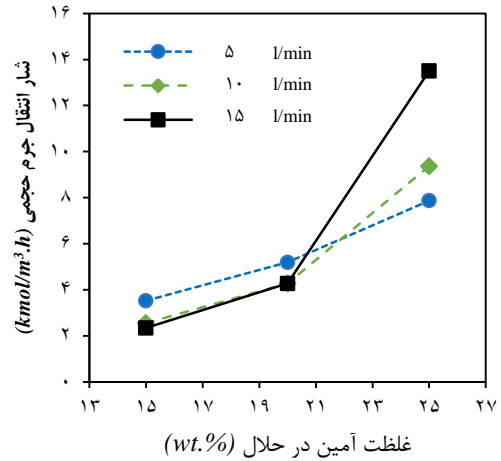 شار انتقال جرم حجمی (kmol/m³.h)
۱۶
۱۴
۱۲
۱۰
۸
۶
۴
۲
۰
۵ l/min
۱۰ l/min
۱۵ l/min
۱۳ ۱۵ ۱۷ ۱۹ ۲۱ ۲۳ ۲۵ ۲۷
غلظت آمین در حلال (wt.%)